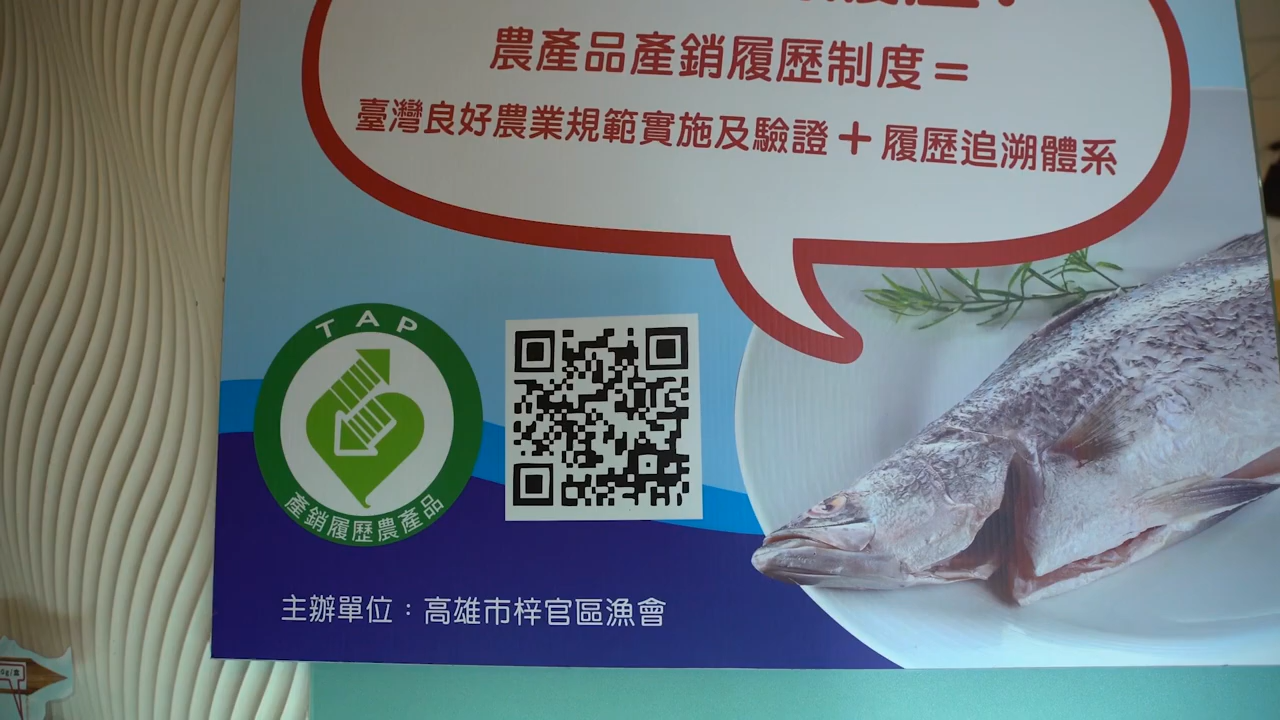 農產品產銷履歷制度=
臺灣良好農業規範實施及驗證+履歷追溯體系
TAP
產銷履歷農產品
主辦單位：高雄市梓官區漁會